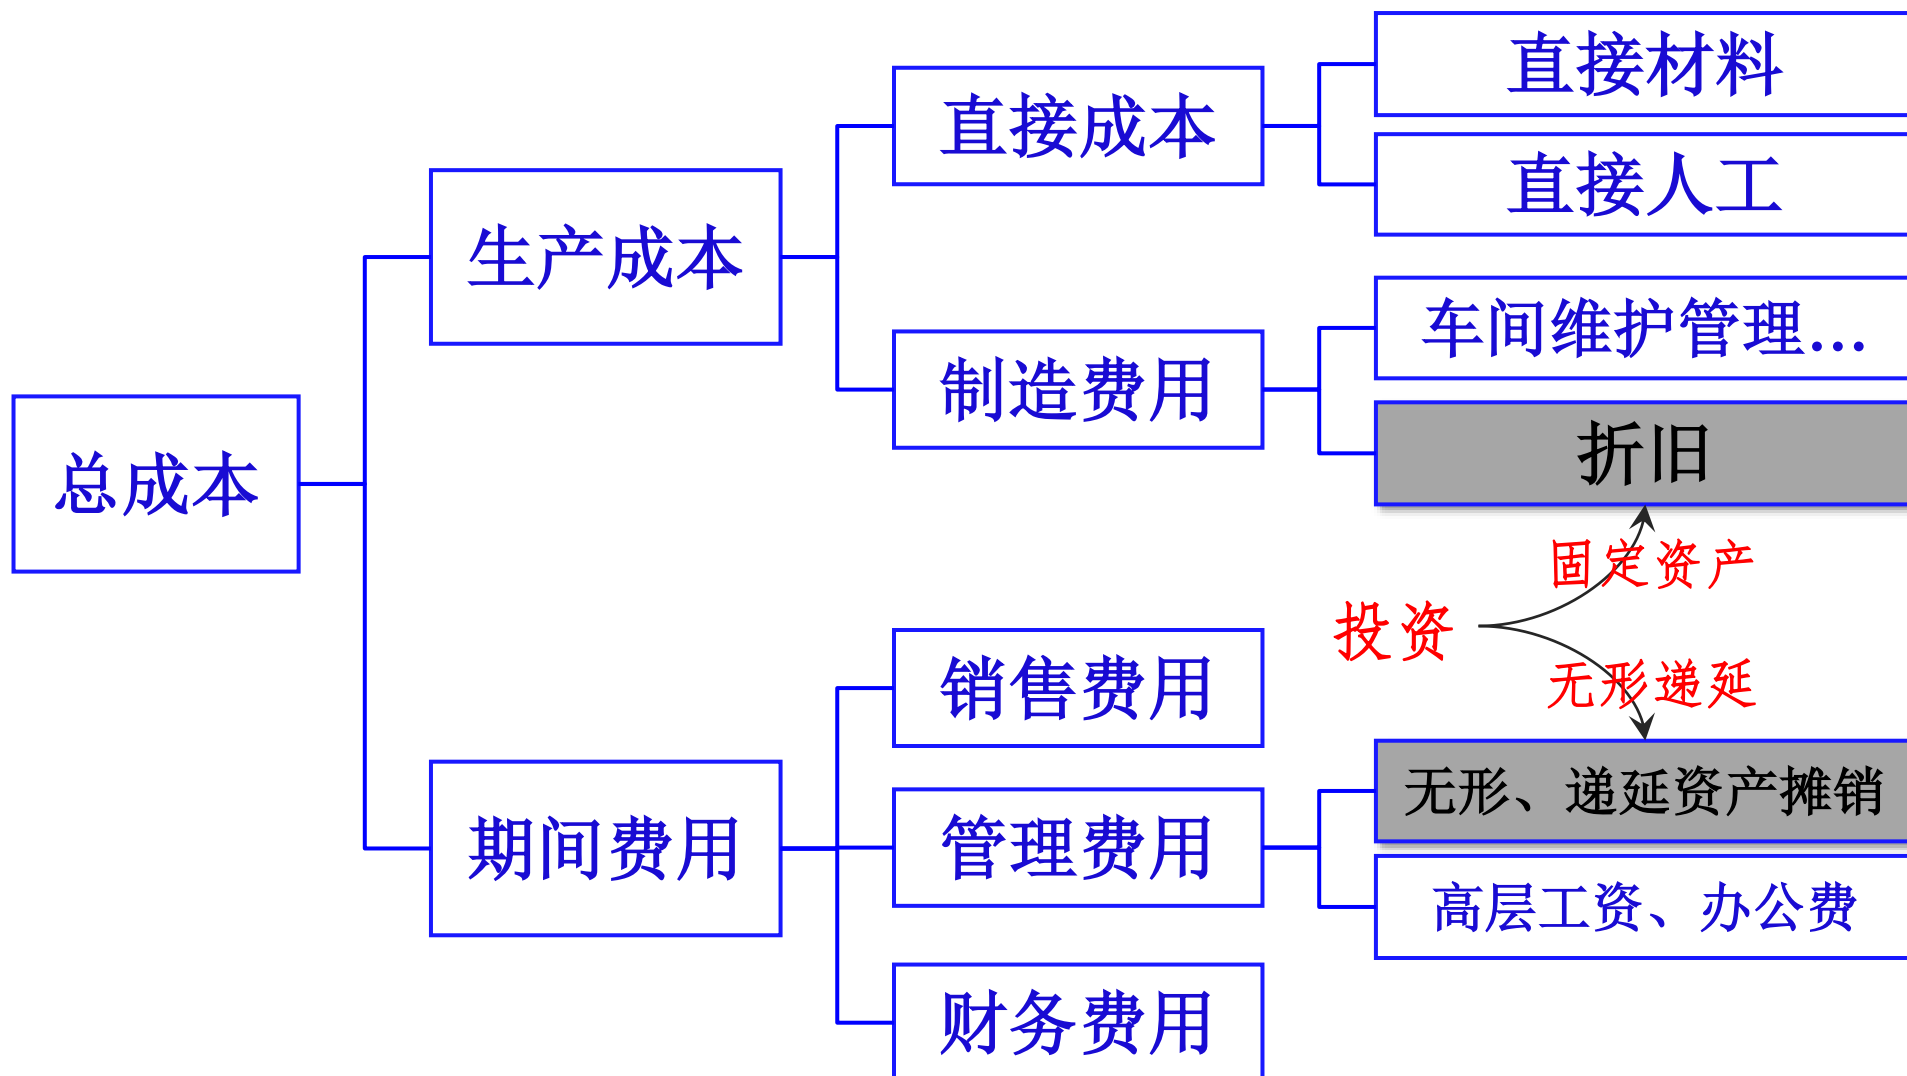 直接材料
直接成本
直接人工
生产成本
车间维护管理...
制造费用
折旧
总成本
固定资产
投资
无形递延
销售费用
无形、递延资产摊销
期间费用
管理费用
高层工资、办公费
财务费用